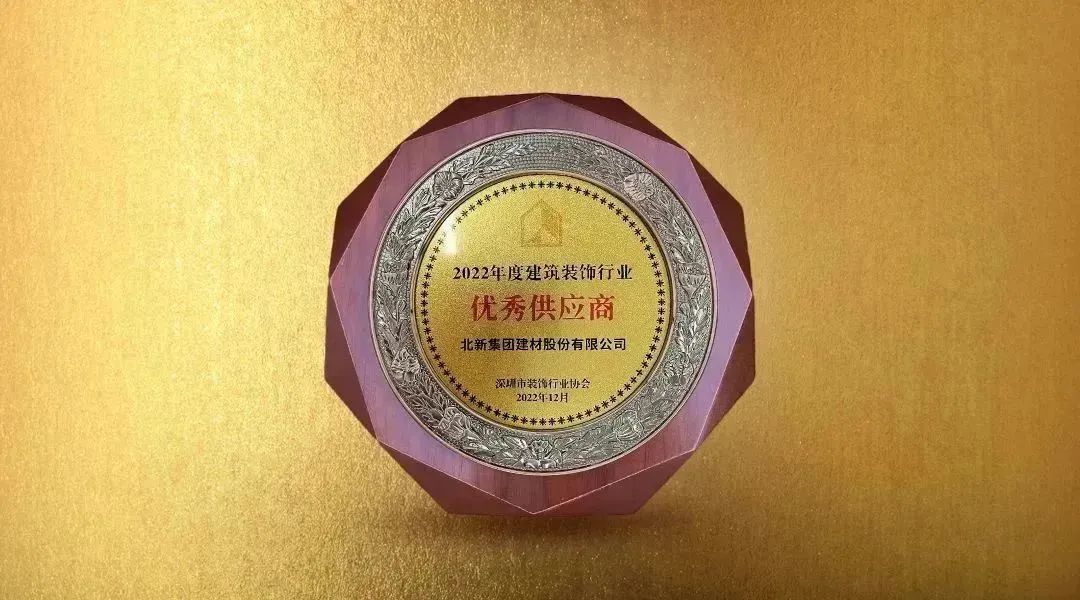 2022年度建筑装饰行业
优秀供应商
北新集团建材股份有限公司
深圳市装饰行业协会
2022年12月